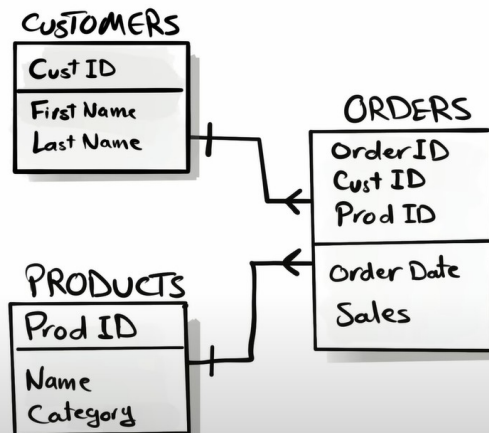 CUSTOMERS
Cust ID
First Name
Last Name
ORDERS
Order ID
Cust ID
Prod ID
Order Date
Sales
PRODUCTS
Prod ID
Name
Category